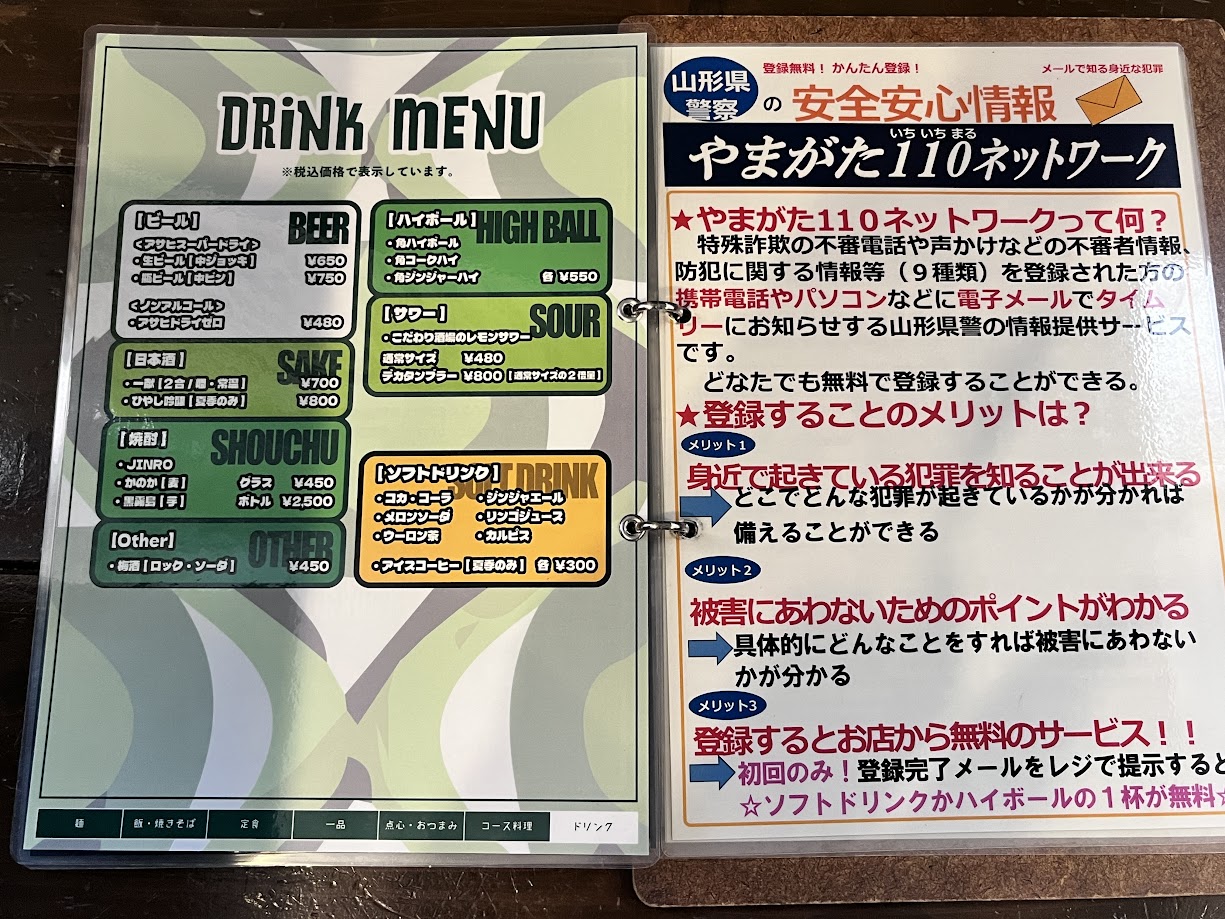 DRINK MENU
※税込価格で表示しています。
[ビール] BEER
<アサヒスーパードライ>
・生ビール[中ジョッキ] ¥650
・瓶ビール[中ビン] ¥750
<ノンアルコール>
・アサヒドライゼロ ¥480
[日本酒] SAKE
・一献[2合/燗・常温] ¥700
・ひやし吟醸[夏季のみ] ¥800
[焼酎] SHOUCHU
・JINRO
・かのか[麦] グラス ¥450
・黒霧島[芋] ボトル ¥2,500
[Other] OTHER
・梅酒[ロック・ソーダ] ¥450
[ハイボール] HIGH BALL
・角ハイボール
・角コークハイ
・角ジンジャーハイ 各 ¥550
[サワー] SOUR
・こだわり酒場のレモンサワー
通常サイズ ¥480
デカタンブラー ¥800 [通常サイズの2倍量]
[ソフトドリンク] SOFT DRINK
・コカ・コーラ ・ジンジャエール
・メロンソーダ ・リンゴジュース
・ウーロン茶 ・カルピス
・アイスコーヒー[夏季のみ] 各 ¥300
麺 飯・焼きそば 定食 一品 点心・おつまみ コース料理 ドリンク
登録無料! かんたん登録! メールで知る身近な犯罪
山形県
警察 の 安全安心情報
いち いち まる
やまがた110ネットワーク
★やまがた110ネットワークって何?
特殊詐欺の不審電話や声かけなどの不審者情報、
防犯に関する情報等(9種類)を登録された方の
携帯電話やパソコンなどに電子メールでタイム
リーにお知らせする山形県警の情報提供サービス
です。
どなたでも無料で登録することができる。
★登録することのメリットは?
メリット1
身近で起きている犯罪を知ることが出来る
どこでどんな犯罪が起きているかが分かれば
備えることができる
メリット2
被害にあわないためのポイントがわかる
具体的にどんなことをすれば被害にあわない
かが分かる
メリット3
登録するとお店から無料のサービス!!
初回のみ!登録完了メールをレジで提示すると
☆ソフトドリンクかハイボールの1杯が無料☆